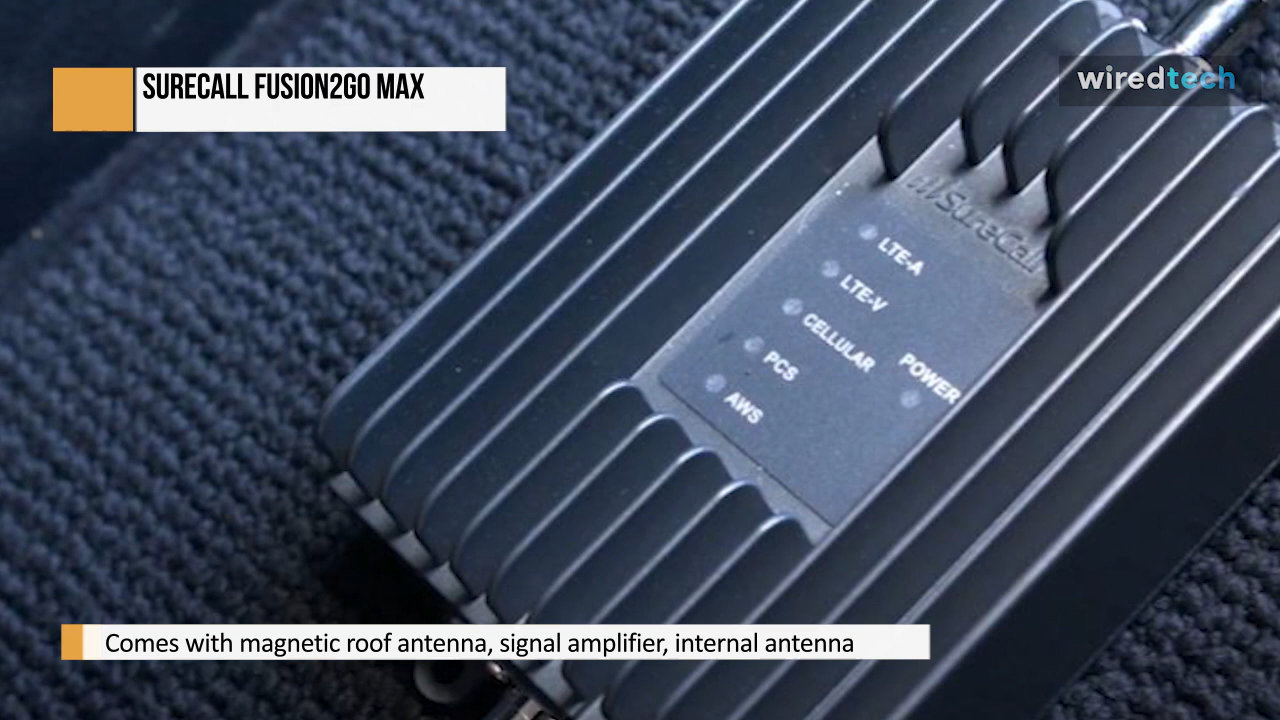 SURECALL FUSION2GO MAX
wiredtech
SureCall
LTE-A
LTE-V
CELLULAR
PCS
AWS
POWER
Comes with magnetic roof antenna, signal amplifier, internal antenna